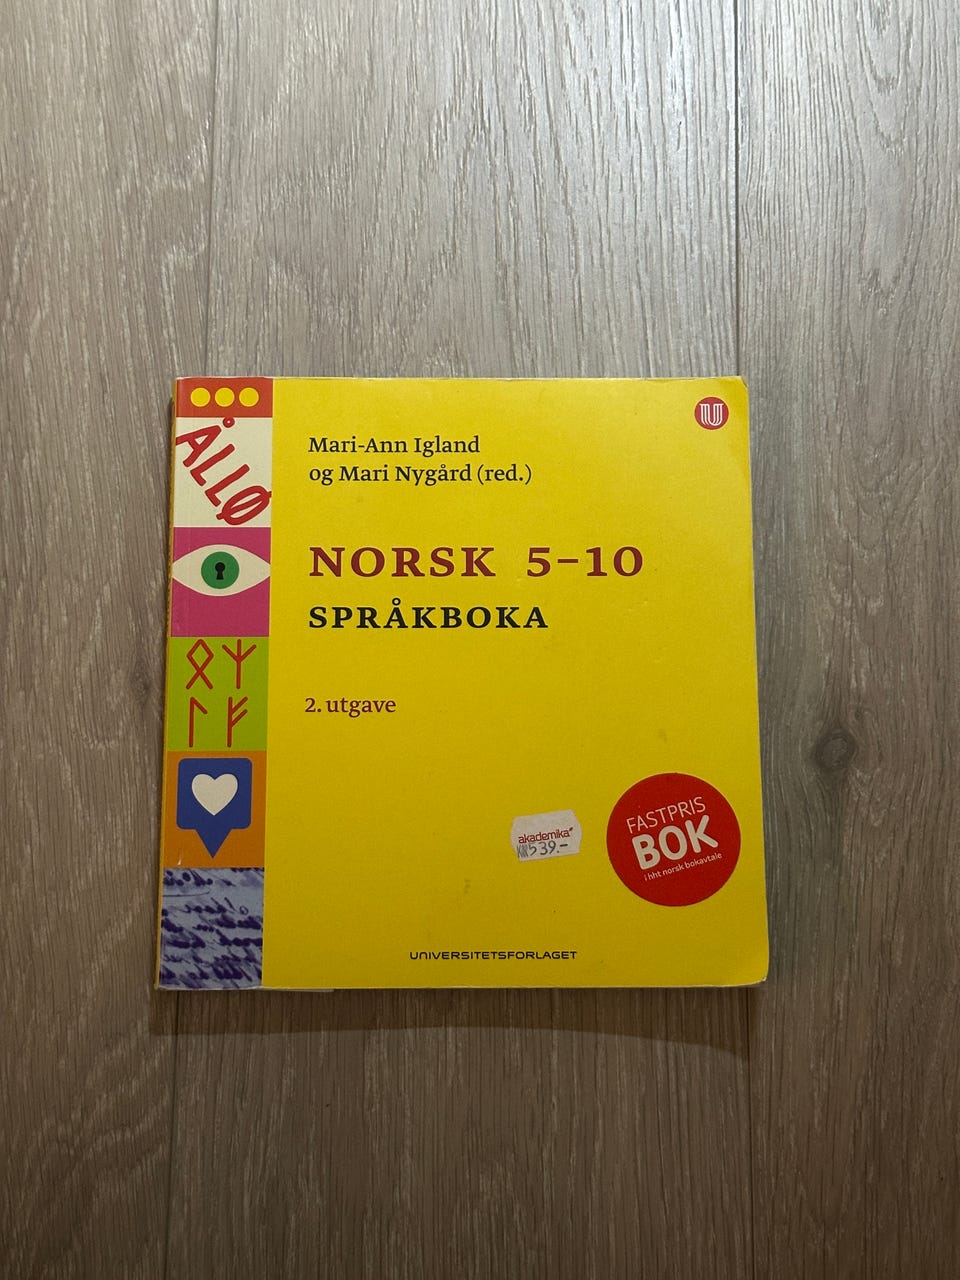 ÅLLØ
Mari-Ann Igland
og Mari Nygård (red.)
NORSK 5–10
SPRÅKBOKA
2. utgave
akademika
539.–
FASTPRIS
BOK
i hht norsk bokavtale
UNIVERSITETSFORLAGET